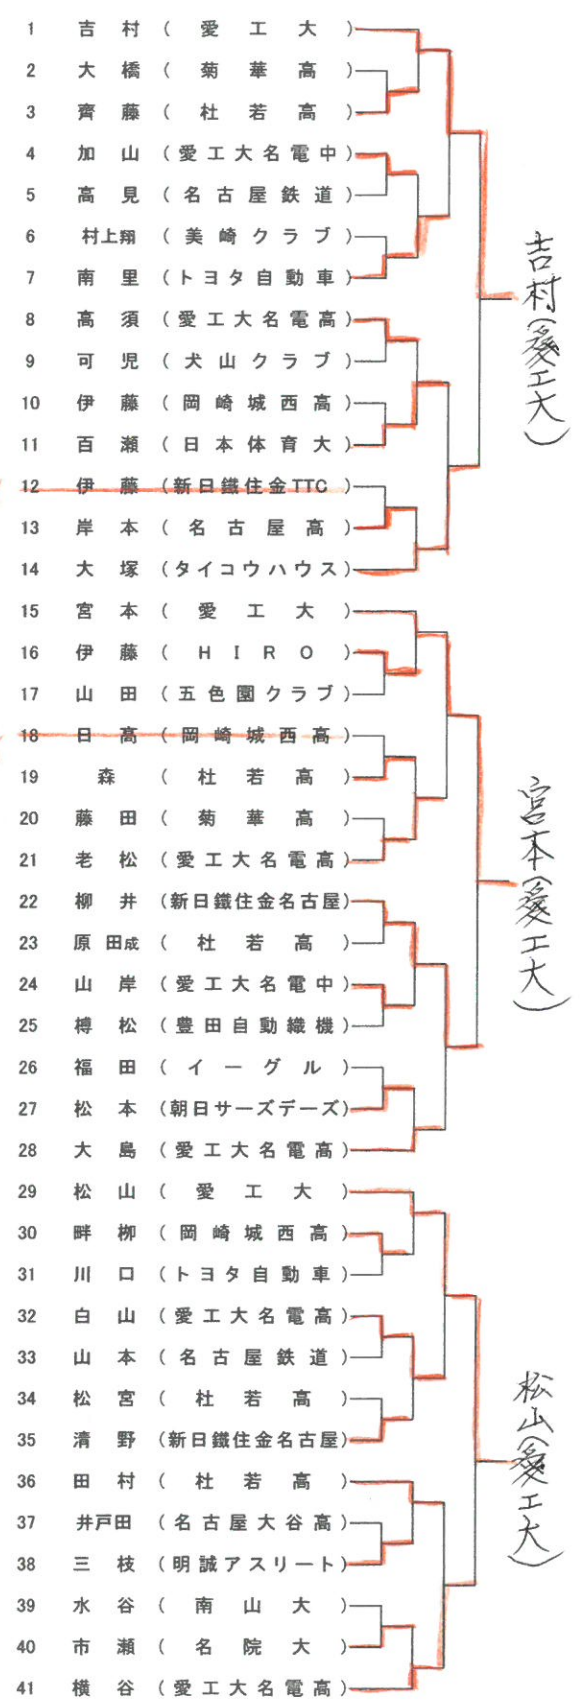 1 吉村（愛工大）
2 大橋（菊華高）
3 齊藤（杜若高）
4 加山（愛工大名電中）
5 高見（名古屋鉄道）
6 村上翔（美崎クラブ）
7 南里（トヨタ自動車）
8 高須（愛工大名電高）
9 可児（犬山クラブ）
10 伊藤（岡崎城西高）
11 百瀬（日本体育大）
12 伊藤（新日鐵住金TTC）
13 岸本（名古屋高）
14 大塚（タイコウハウス）
吉村（愛工大）
15 宮本（愛工大）
16 伊藤（HIRO）
17 山田（五色園クラブ）
18 日髙（岡崎城西高）
19 森（杜若高）
20 藤田（菊華高）
21 老松（愛工大名電高）
22 柳井（新日鐵住金名古屋）
23 原田成（杜若高）
24 山岸（愛工大名電中）
25 榑松（豊田自動織機）
26 福田（イーグル）
27 松本（朝日サーズデーズ）
28 大島（愛工大名電高）
宮本（愛工大）
29 松山（愛工大）
30 畔柳（岡崎城西高）
31 川口（トヨタ自動車）
32 白山（愛工大名電高）
33 山本（名古屋鉄道）
34 松宮（杜若高）
35 清野（新日鐵住金名古屋）
36 田村（杜若高）
37 井戸田（名古屋大谷高）
38 三枝（明誠アスリート）
39 水谷（南山大）
40 市瀬（名院大）
41 横谷（愛工大名電高）
松山（愛工大）